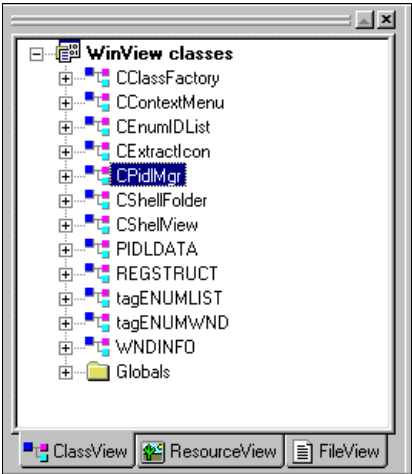 WinView classes
CClassFactory
CContextMenu
CEnumIDList
CExtractIcon
CPidlMgr
CShellFolder
CShellView
PIDLDATA
REGSTRUCT
tagENUMLIST
tagENUMWND
WNDINFO
Globals
ClassView ResourceView FileView